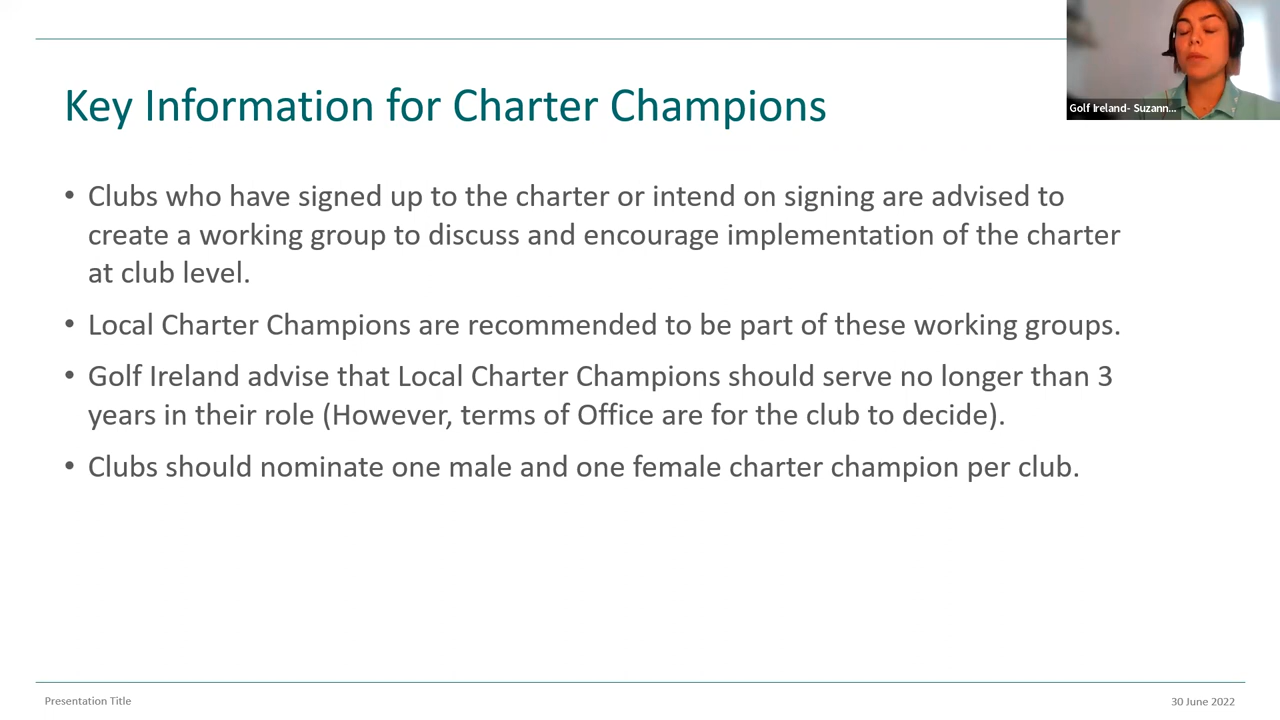 Key Information for Charter Champions
Golf Ireland- Suzann...
• Clubs who have signed up to the charter or intend on signing are advised to
create a working group to discuss and encourage implementation of the charter
at club level.
• Local Charter Champions are recommended to be part of these working groups.
• Golf Ireland advise that Local Charter Champions should serve no longer than 3
years in their role (However, terms of Office are for the club to decide).
• Clubs should nominate one male and one female charter champion per club.
Presentation Title
30 June 2022